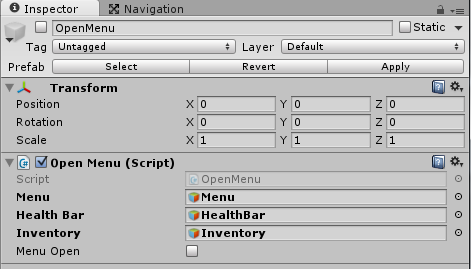 Inspector Navigation
OpenMenu Static
Tag Untagged Layer Default
Prefab Select Revert Apply
Transform
Position X 0 Y 0 Z 0
Rotation X 0 Y 0 Z 0
Scale X 1 Y 1 Z 1
Open Menu (Script)
Script OpenMenu
Menu Menu
Health Bar HealthBar
Inventory Inventory
Menu Open